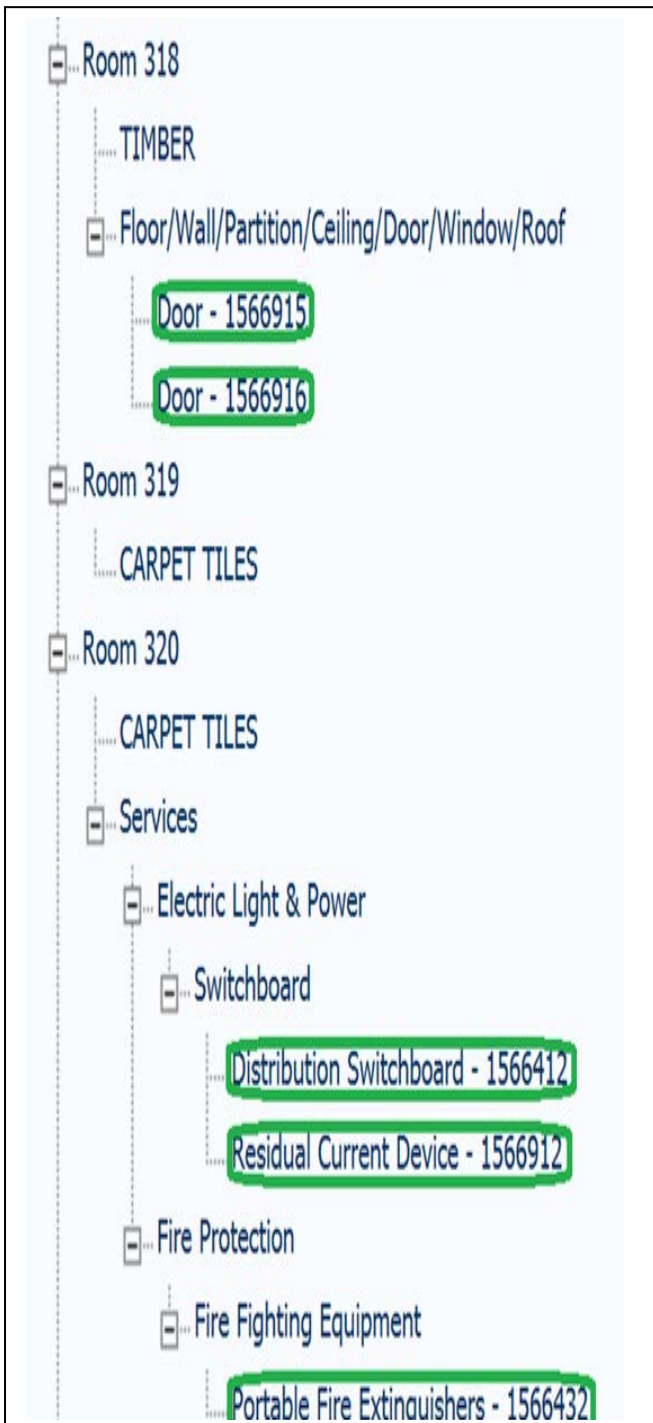 Room 318
TIMBER
Floor/Wall/Partition/Ceiling/Door/Window/Roof
Door - 1566915
Door - 1566916
Room 319
CARPET TILES
Room 320
CARPET TILES
Services
Electric Light & Power
Switchboard
Distribution Switchboard - 1566412
Residual Current Device - 1566912
Fire Protection
Fire Fighting Equipment
Portable Fire Extinguishers - 1566432